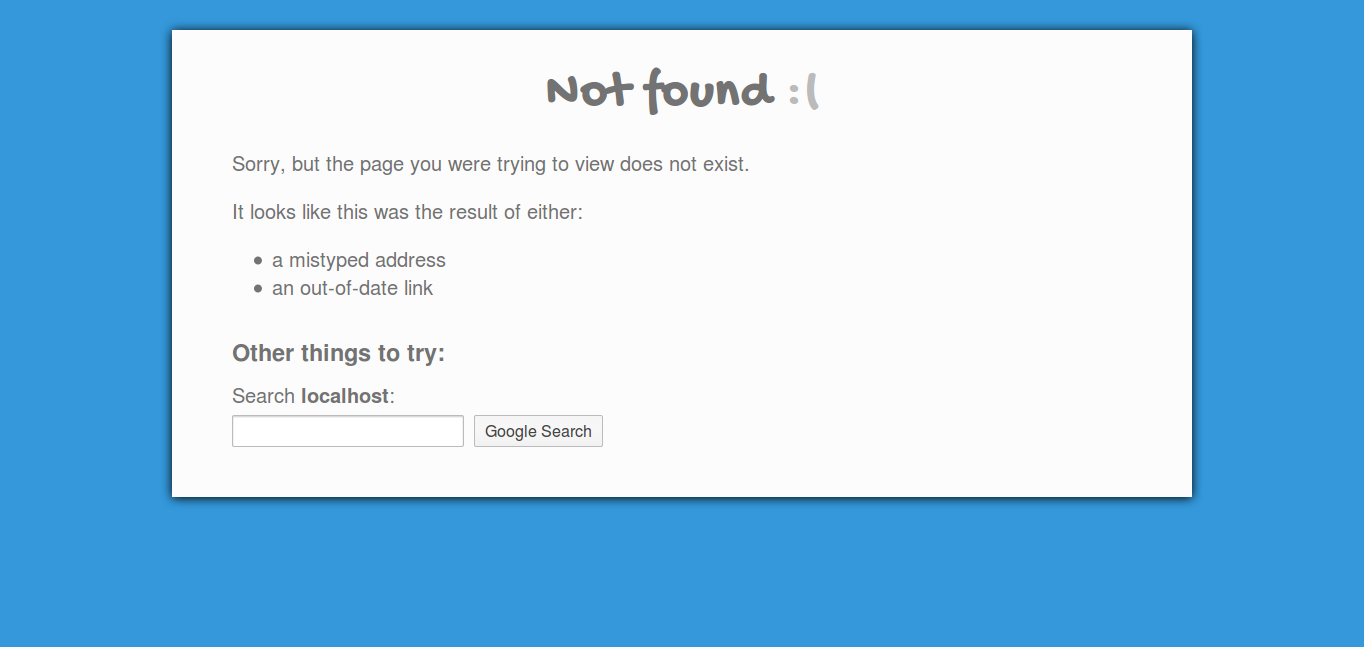 Not found :(
Sorry, but the page you were trying to view does not exist.
It looks like this was the result of either:
a mistyped address
an out-of-date link
Other things to try:
Search localhost:
Google Search